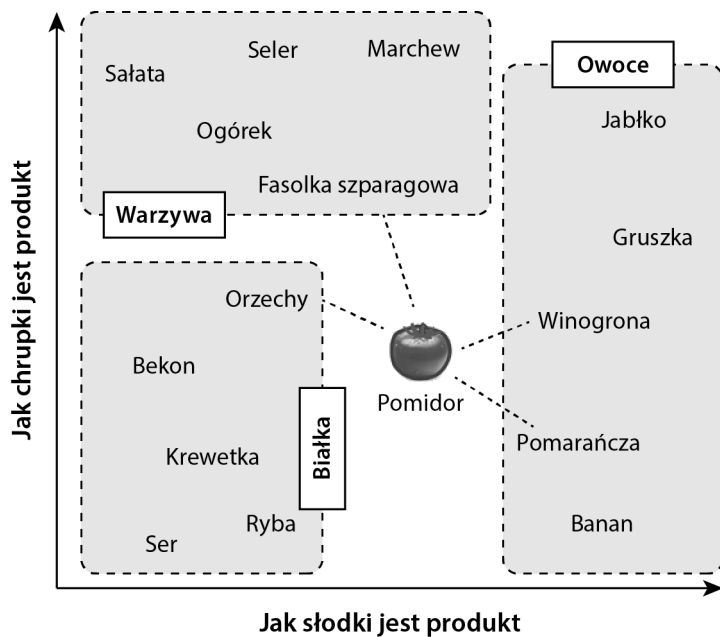 Seler
Marchew
Sałata
Ogórek
Fasolka szparagowa
Warzywa
Owoce
Jabłko
Gruszka
Winogrona
Pomarańcza
Banan
Orzechy
Bekon
Krewetka
Ryba
Ser
Białka
Pomidor
Jak chrupki jest produkt
Jak słodki jest produkt